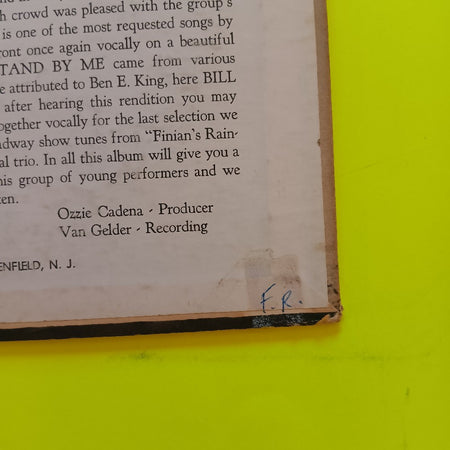 h crowd was pleased with the group's
is one of the most requested songs by
ront once again vocally on a beautiful
TAND BY ME came from various
e attributed to Ben E. King, here BILL
after hearing this rendition you may
ogether vocally for the last selection we
adway show tunes from "Finian's Rain-
al trio. In all this album will give you a
his group of young performers and we
en.
Ozzie Cadena - Producer
Van Gelder - Recording
ENFIELD, N. J.
F.R.